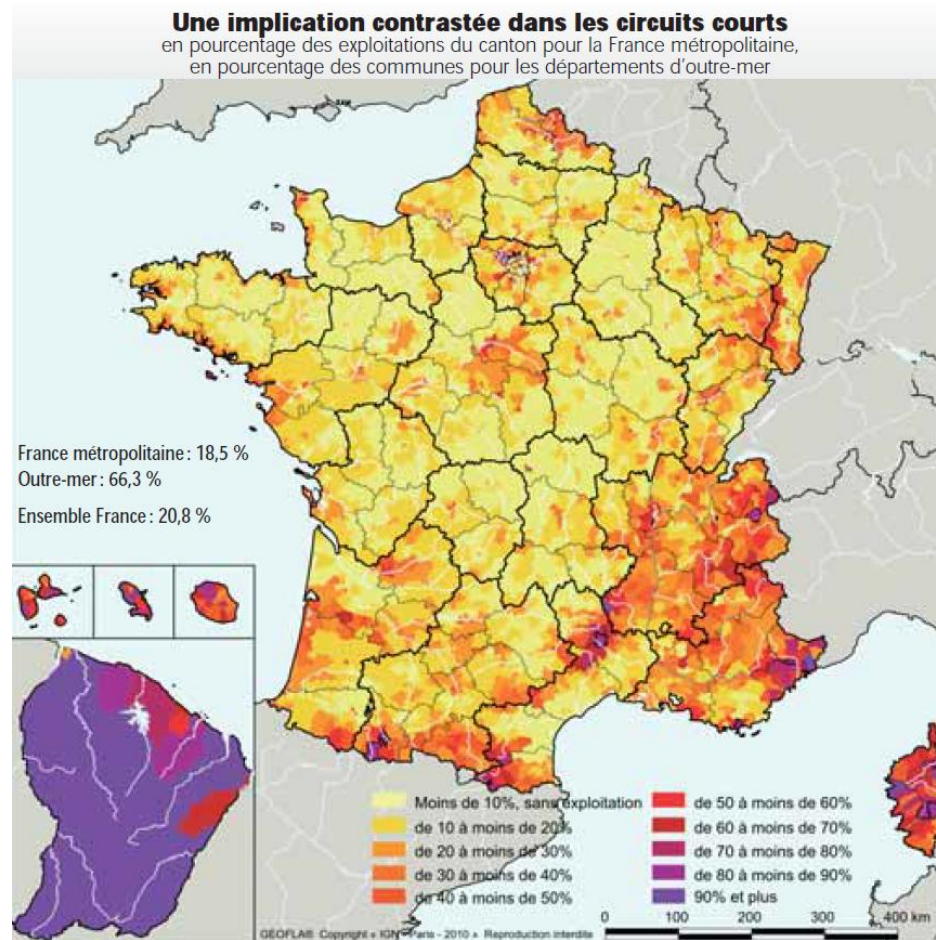 Une implication contrastée dans les circuits courts
en pourcentage des exploitations du canton pour la France métropolitaine,
en pourcentage des communes pour les départements d'outre-mer
France métropolitaine : 18,5 %
Outre-mer : 66,3 %
Ensemble France : 20,8 %
Moins de 10%, sans exploitation
de 10 à moins de 20%
de 20 à moins de 30%
de 30 à moins de 40%
de 40 à moins de 50%
de 50 à moins de 60%
de 60 à moins de 70%
de 70 à moins de 80%
de 80 à moins de 90%
90% et plus
0 100 200 300 400 km
GEOFLA® Copyright « IGN - Paris - 2010 » Reproduction interdite